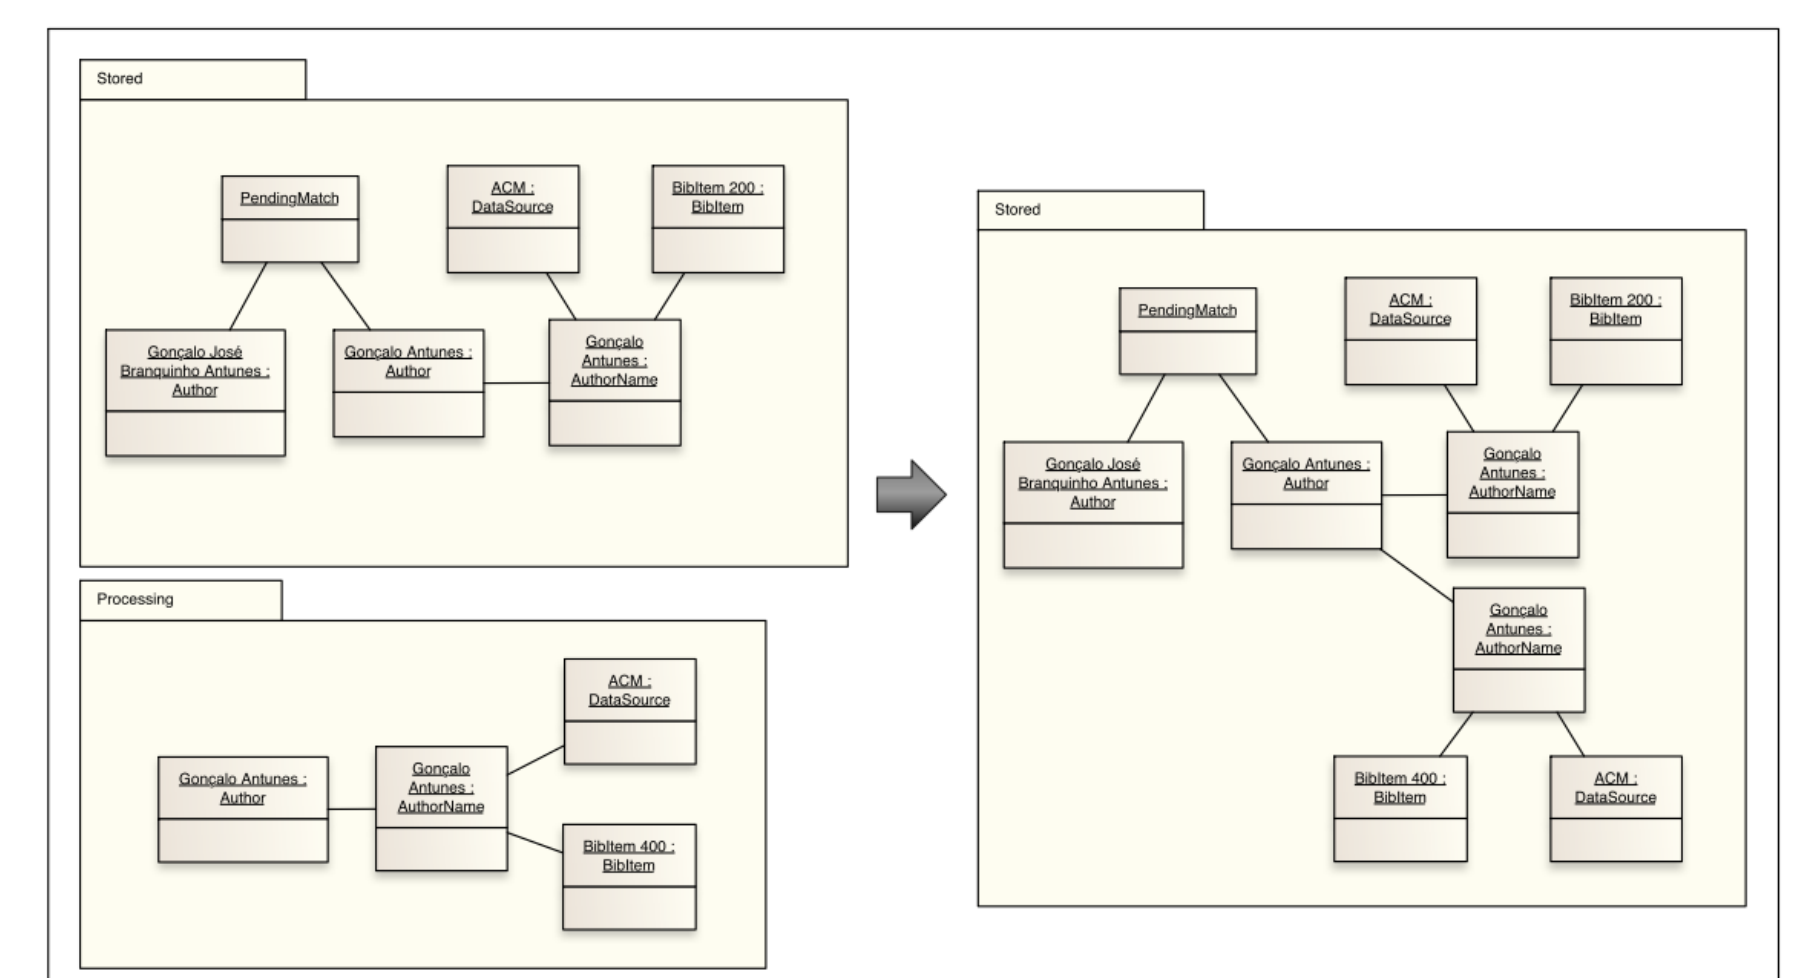 Stored
PendingMatch
ACM :
DataSource
BibItem 200 :
BibItem
Gonçalo José
Branquinho Antunes :
Author
Gonçalo Antunes :
Author
Gonçalo
Antunes :
AuthorName
Processing
Gonçalo Antunes :
Author
Gonçalo
Antunes :
AuthorName
ACM :
DataSource
BibItem 400 :
BibItem
Stored
PendingMatch
ACM :
DataSource
BibItem 200 :
BibItem
Gonçalo José
Branquinho Antunes :
Author
Gonçalo Antunes :
Author
Gonçalo
Antunes :
AuthorName
Gonçalo
Antunes :
AuthorName
BibItem 400 :
BibItem
ACM :
DataSource